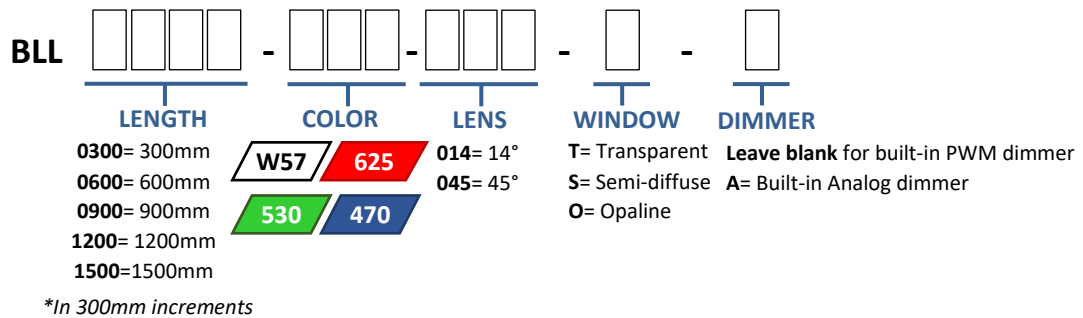 BLL - - - -
LENGTH COLOR LENS WINDOW DIMMER
0300= 300mm W57 625 014= 14° T= Transparent Leave blank for built-in PWM dimmer
0600= 600mm 045= 45° S= Semi-diffuse A= Built-in Analog dimmer
0900= 900mm 530 470 O= Opaline
1200= 1200mm
1500=1500mm
*In 300mm increments